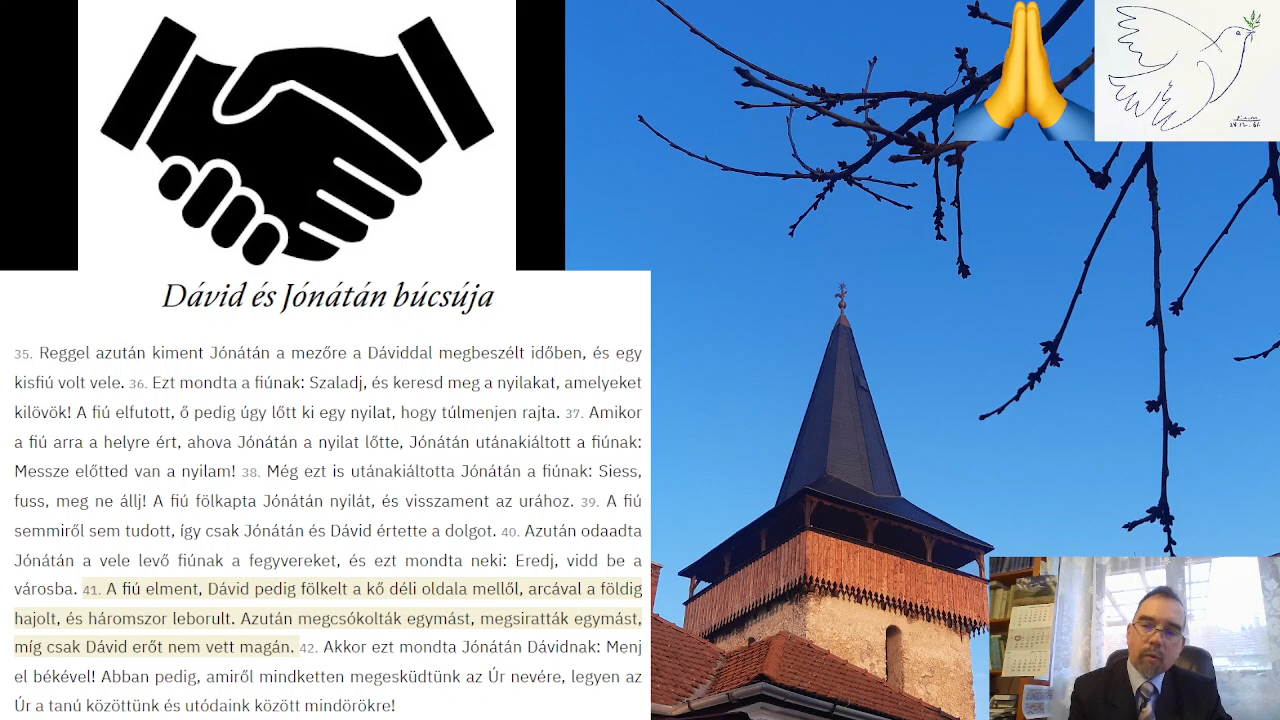 Dávid és Jónátán búcsúja
35. Reggel azután kiment Jónátán a mezőre a Dáviddal megbeszélt időben, és egy
kisfiú volt vele. 36. Ezt mondta a fiúnak: Szaladj, és keresd meg a nyilakat, amelyeket
kilövök! A fiú elfutott, ő pedig úgy lőtt ki egy nyilat, hogy túlmenjen rajta. 37. Amikor
a fiú arra a helyre ért, ahova Jónátán a nyilat lőtte, Jónátán utánakiáltott a fiúnak:
Messze előtted van a nyilam! 38. Még ezt is utánakiáltotta Jónátán a fiúnak: Siess,
fuss, meg ne állj! A fiú fölkapta Jónátán nyilát, és visszament az urához. 39. A fiú
semmiről sem tudott, így csak Jónátán és Dávid értette a dolgot. 40. Azután odaadta
Jónátán a vele levő fiúnak a fegyvereket, és ezt mondta neki: Eredj, vidd be a
városba. 41. A fiú elment, Dávid pedig fölkelt a kő déli oldala mellől, arcával a földig
hajolt, és háromszor leborult. Azután megcsókolták egymást, megsiratták egymást,
míg csak Dávid erőt nem vett magán. 42. Akkor ezt mondta Jónátán Dávidnak: Menj
el békével! Abban pedig, amiről mindketten megesküdtünk az Úr nevére, legyen az
Úr a tanú közöttünk és utódaink között mindörökre!